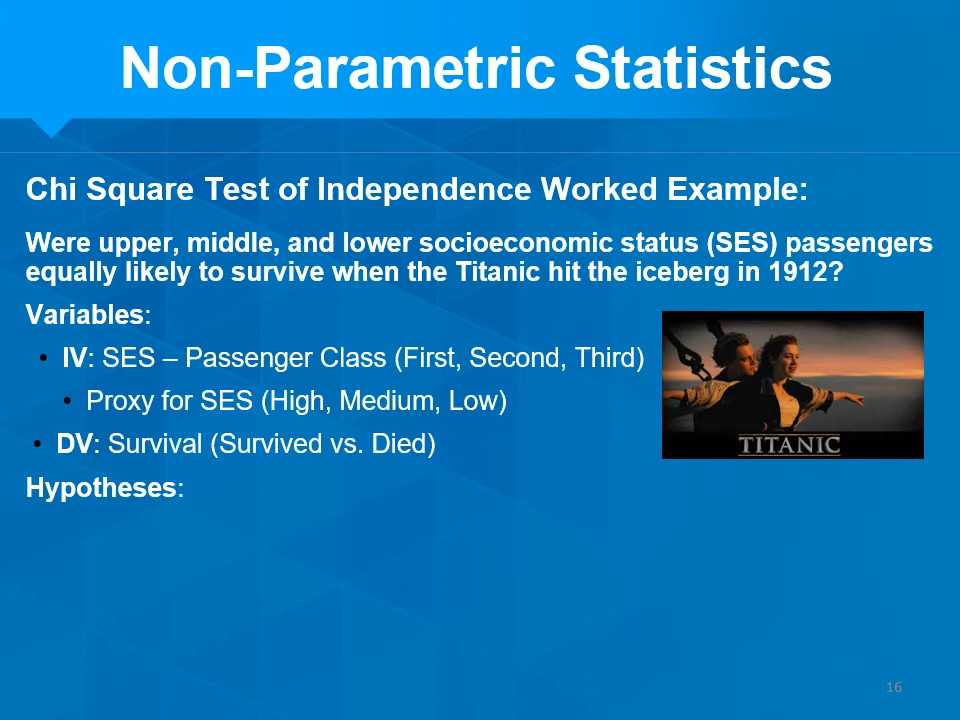 Non-Parametric Statistics
Chi Square Test of Independence Worked Example:
Were upper, middle, and lower socioeconomic status (SES) passengers
equally likely to survive when the Titanic hit the iceberg in 1912?
Variables:
• IV: SES – Passenger Class (First, Second, Third)
• Proxy for SES (High, Medium, Low)
• DV: Survival (Survived vs. Died)
TITANIC
Hypotheses:
16